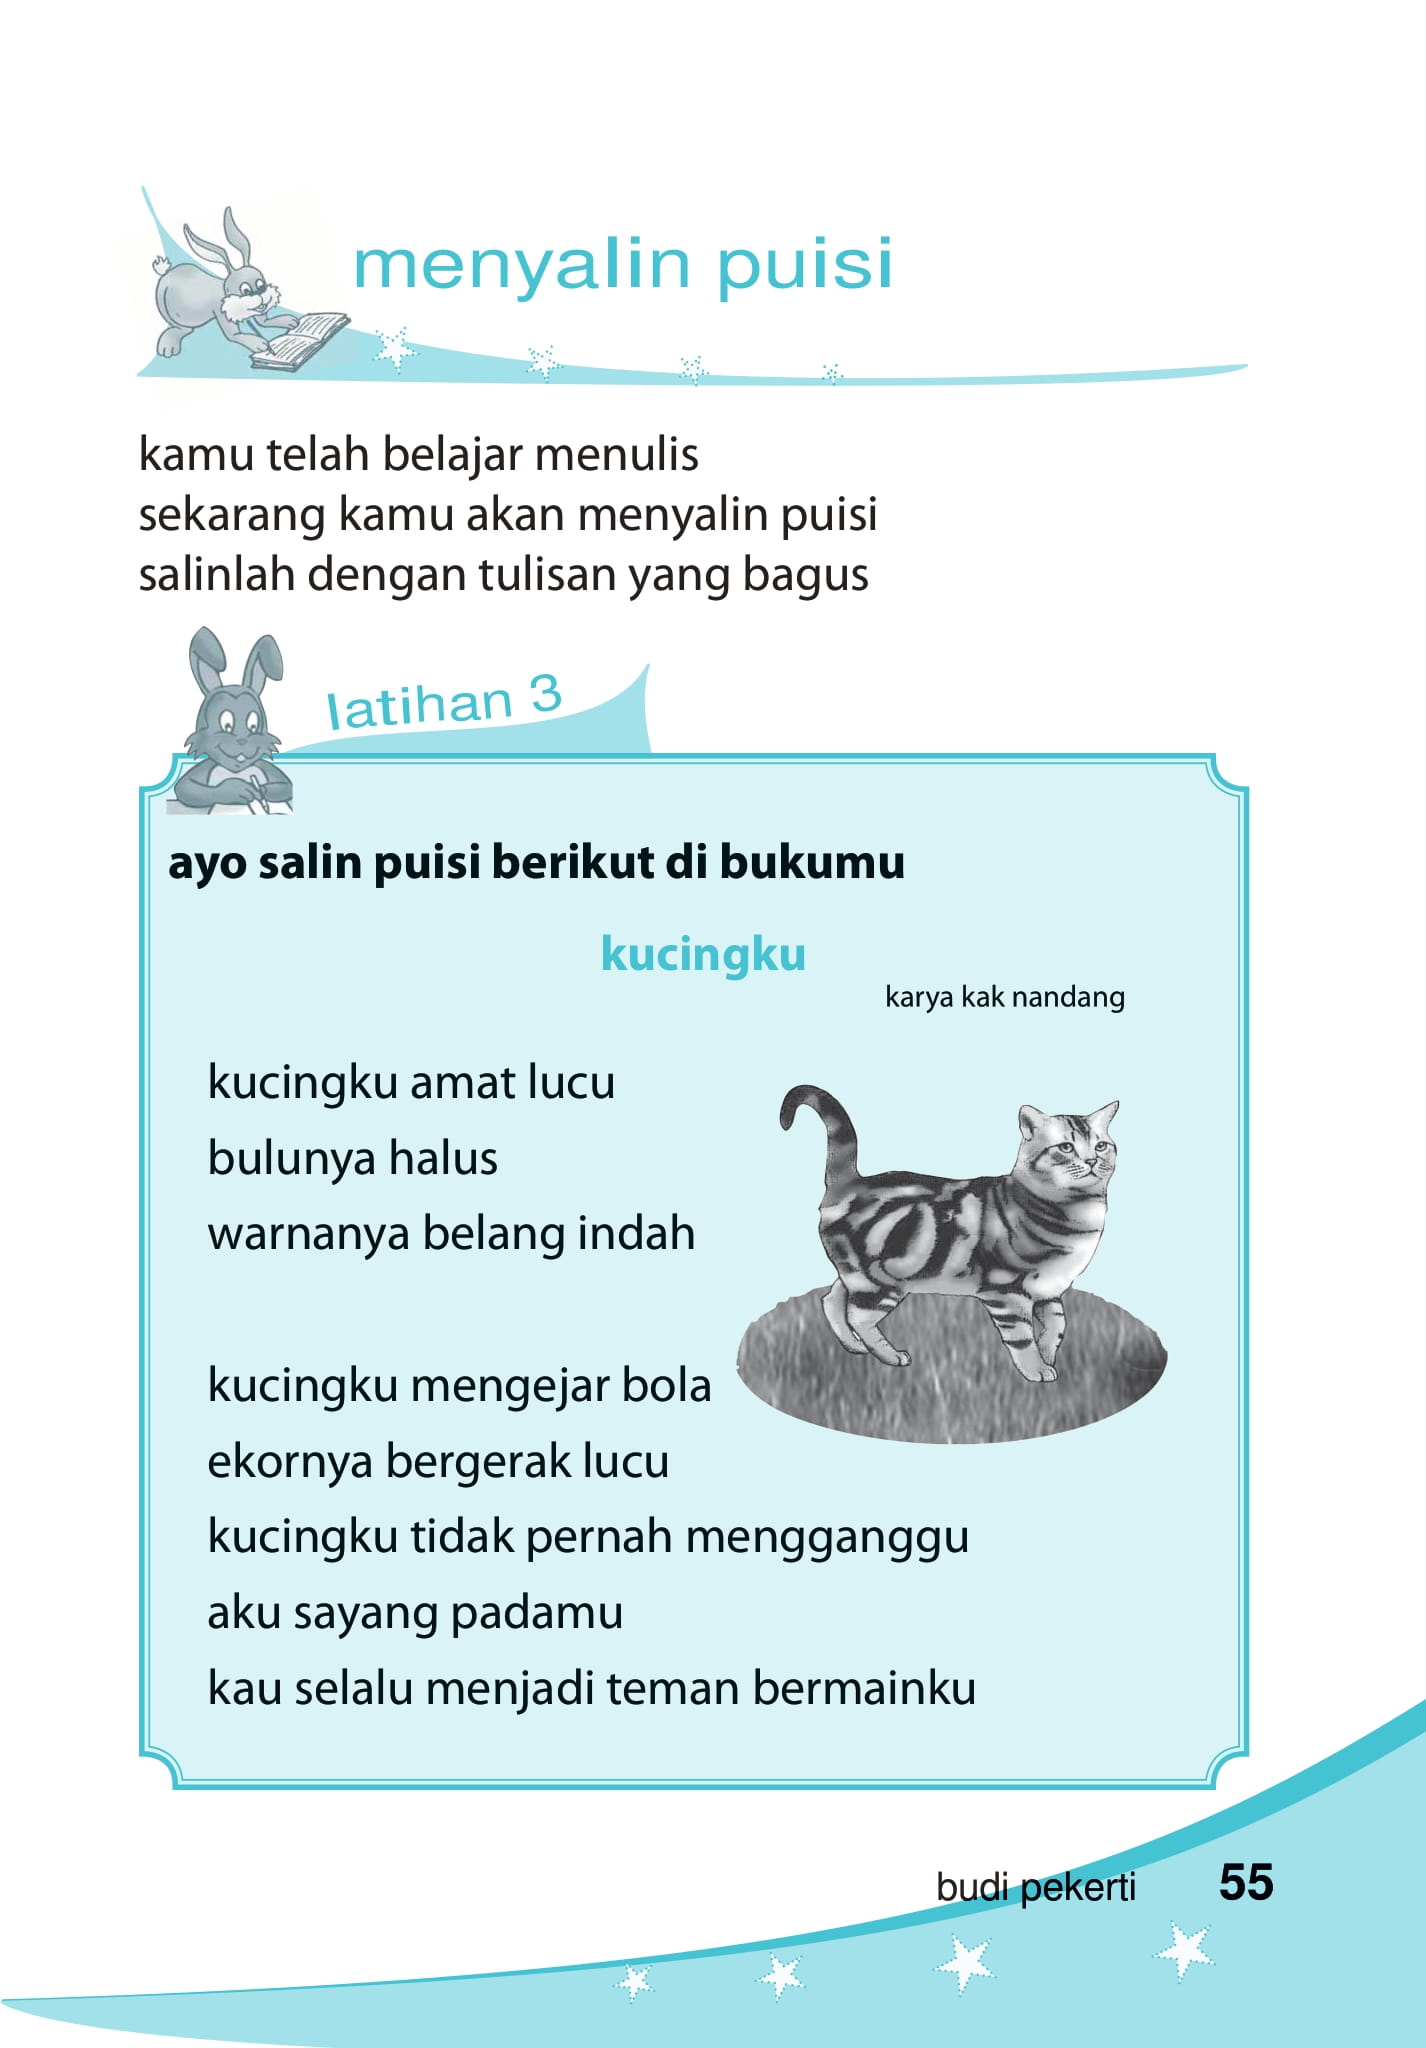 menyalin puisi
kamu telah belajar menulis
sekarang kamu akan menyalin puisi
salinlah dengan tulisan yang bagus
latihan 3
ayo salin puisi berikut di bukumu
kucingku
karya kak nandang
kucingku amat lucu
bulunya halus
warnanya belang indah
kucingku mengejar bola
ekornya bergerak lucu
kucingku tidak pernah mengganggu
aku sayang padamu
kau selalu menjadi teman bermainku
budi pekerti 55